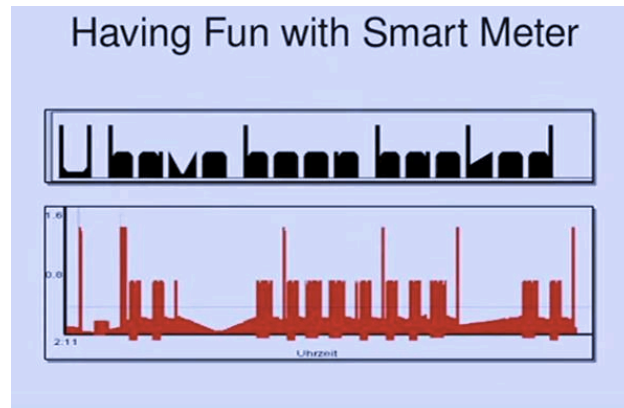 Having Fun with Smart Meter
U have been hacked
1.6
0.8
2:11
Uhrzeit